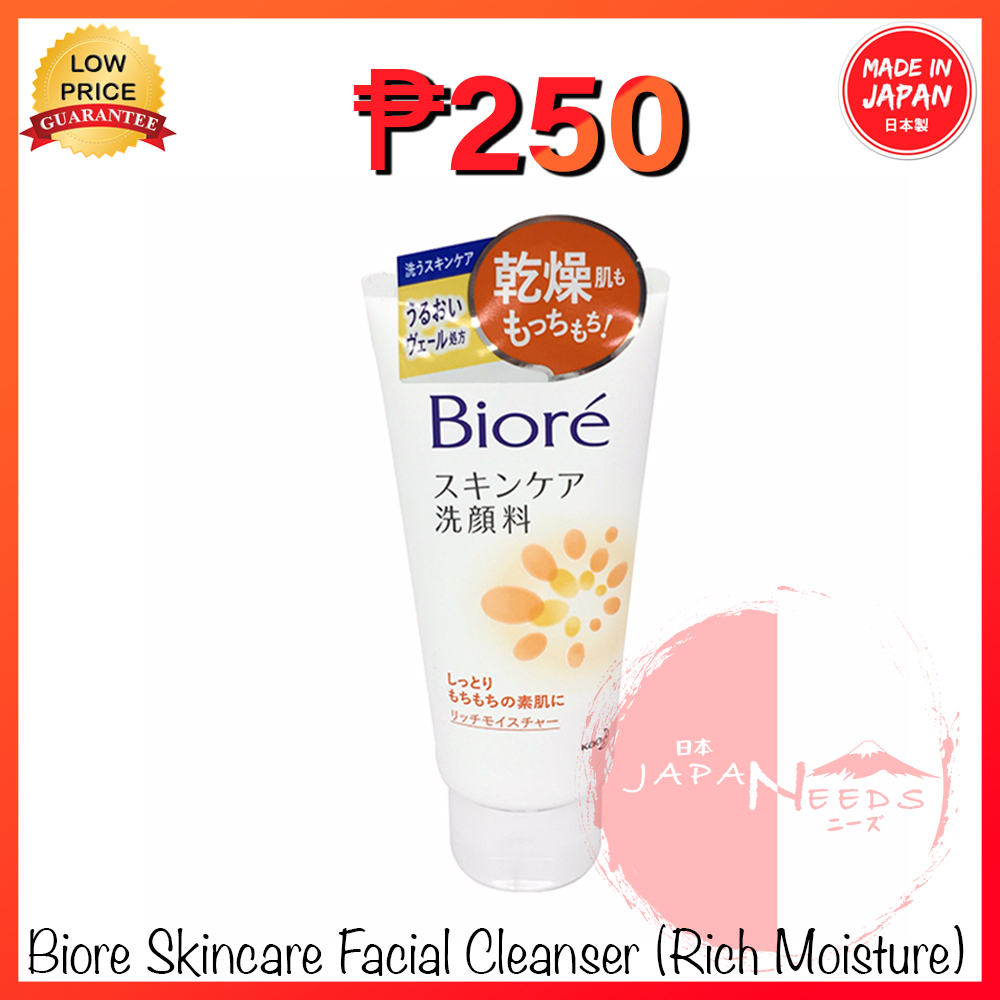 LOW
PRICE
GUARANTEE
₱250
MADE IN
JAPAN
日本製
洗うスキンケア
うるおい
ヴェール処方
乾燥肌も
もっちもち!
Bioré
スキンケア
洗顔料
しっとり
もちもちの素肌に
リッチモイスチャー
日本
JAPANEEDS
ニーズ
Biore Skincare Facial Cleanser (Rich Moisture)